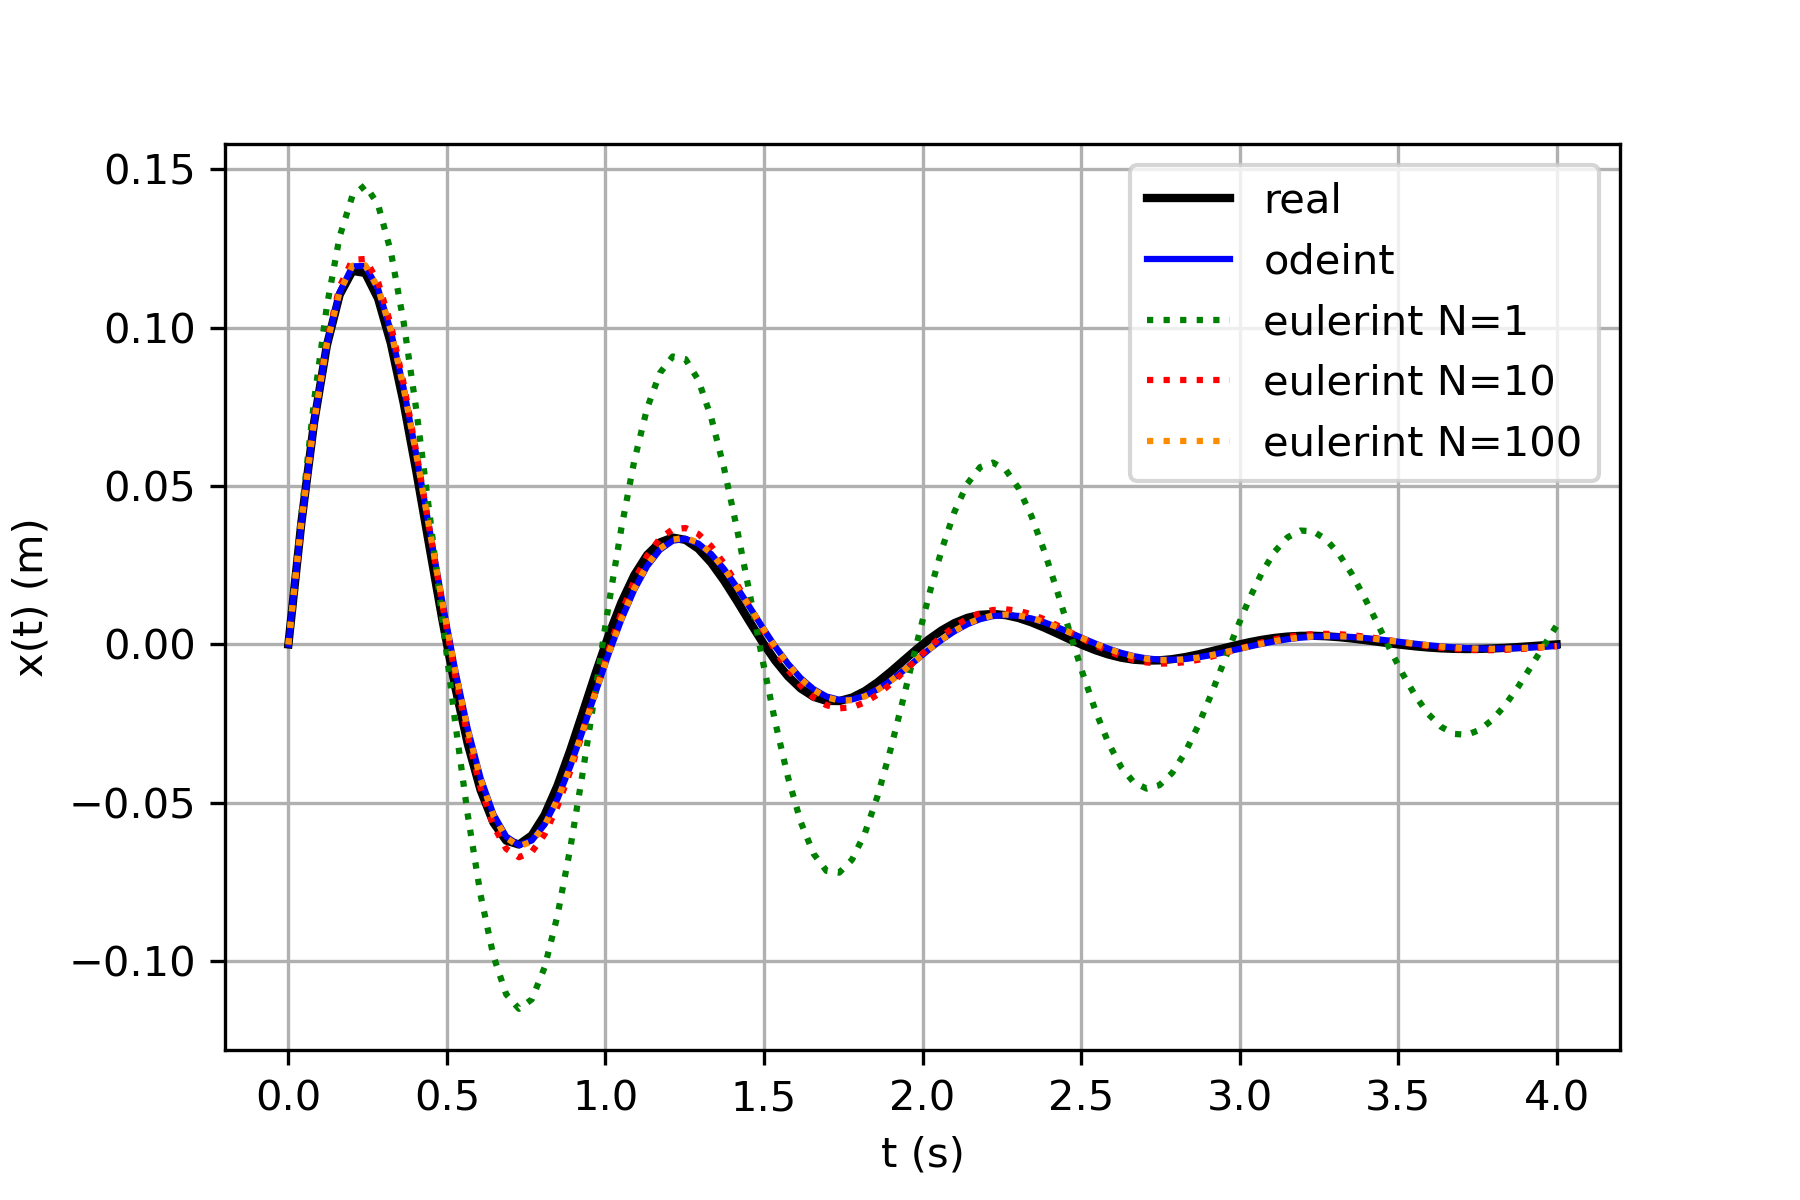 0.15
0.10
0.05
0.00
−0.05
−0.10
x(t) (m)
real
odeint
eulerint N=1
eulerint N=10
eulerint N=100
0.0 0.5 1.0 1.5 2.0 2.5 3.0 3.5 4.0
t (s)